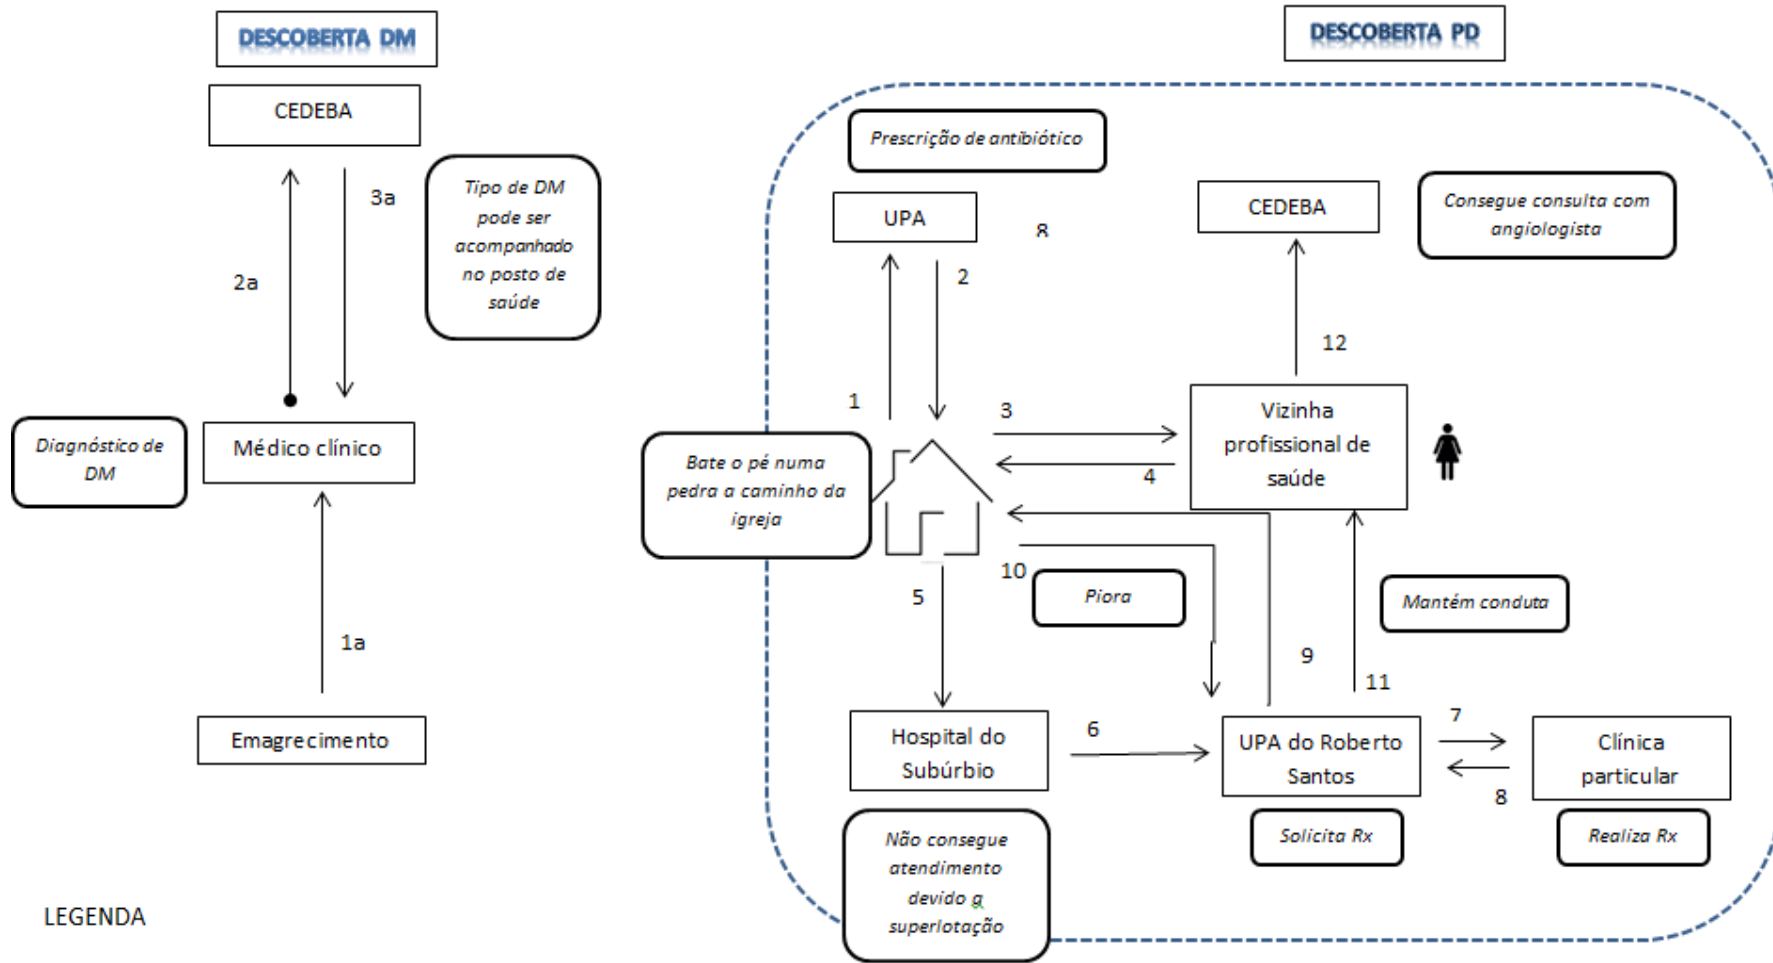 DESCOBERTA DM
CEDEBA
3a
Tipo de DM
pode ser
acompanhado
no posto de
saúde
2a
Diagnóstico de
DM
Médico clínico
1a
Emagrecimento
LEGENDA
DESCOBERTA PD
Prescrição de antibiótico
UPA
8
2
CEDEBA
Consegue consulta com
angiologista
12
1
3
4
Vizinha
profissional de
saúde
Bate o pé numa
pedra a caminho da
igreja
5
10
Piora
Mantém conduta
9
11
Hospital do
Subúrbio
6
UPA do Roberto
Santos
7
8
Clínica
particular
Não consegue
atendimento
devido a
superlotação
Solicita Rx
Realiza Rx